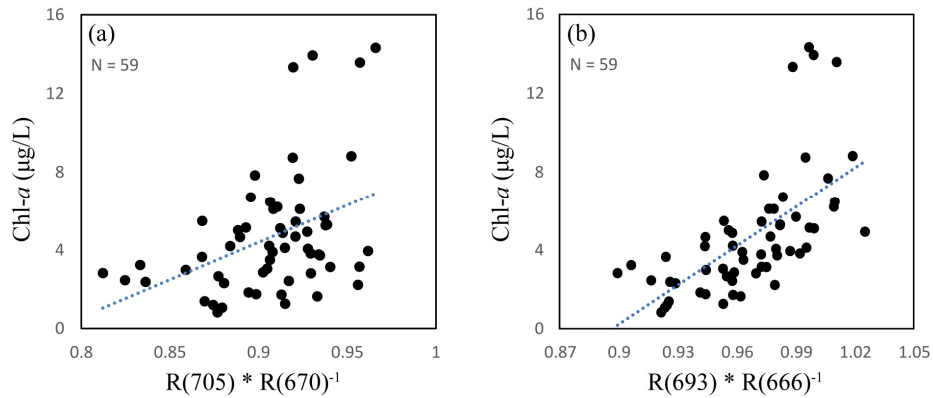 (a)
N = 59
Chl-a (µg/L)
16
12
8
4
0
0.8 0.85 0.9 0.95 1
R(705) * R(670)⁻¹
(b)
N = 59
Chl-a (µg/L)
16
12
8
4
0
0.87 0.9 0.93 0.96 0.99 1.02 1.05
R(693) * R(666)⁻¹